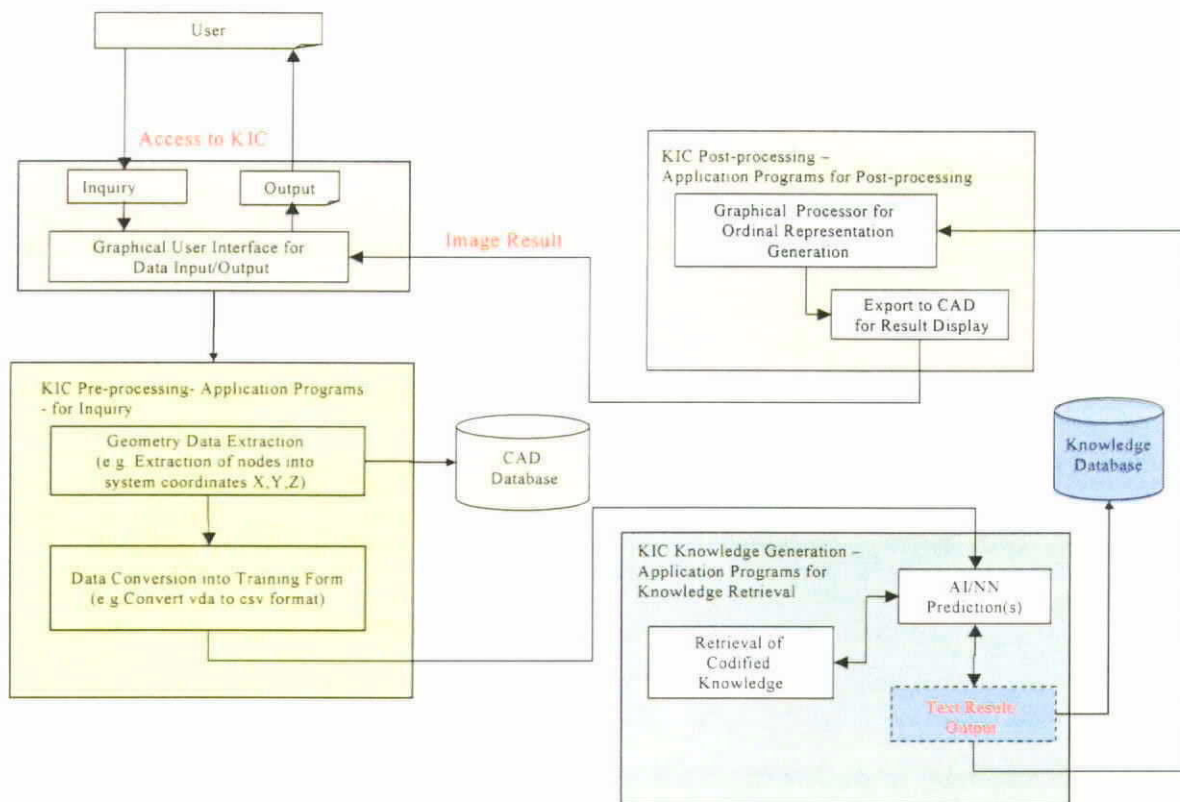 User
Access to KIC
Inquiry
Output
Graphical User Interface for
Data Input/Output
Image Result
KIC Post-processing –
Application Programs for Post-processing
Graphical Processor for
Ordinal Representation
Generation
Export to CAD
for Result Display
KIC Pre-processing- Application Programs
- for Inquiry
Geometry Data Extraction
(e.g. Extraction of nodes into
system coordinates X,Y,Z)
CAD
Database
Data Conversion into Training Form
(e.g.Convert vda to csv format)
Knowledge
Database
KIC Knowledge Generation –
Application Programs for
Knowledge Retrieval
AI/NN
Prediction(s)
Retrieval of
Codified
Knowledge
Text Result
Output